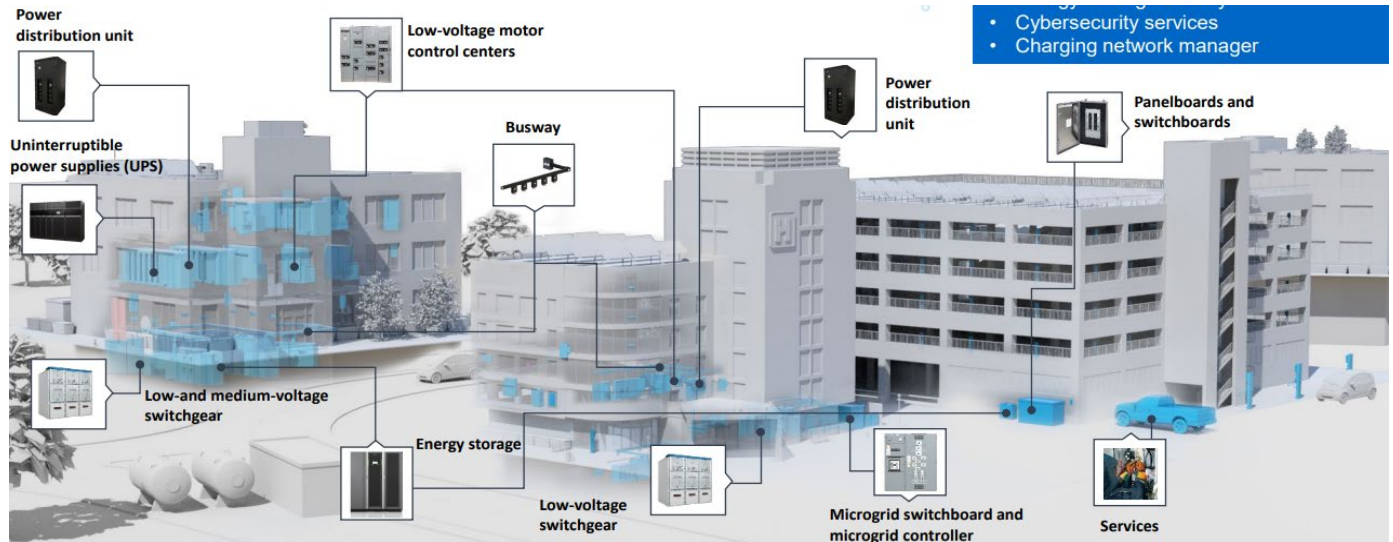 • Cybersecurity services
• Charging network manager
Power
distribution unit
Low-voltage motor
control centers
Power
distribution
unit
Panelboards and
switchboards
Uninterruptible
power supplies (UPS)
Busway
H
Low-and medium-voltage
switchgear
Energy storage
Low-voltage
switchgear
Microgrid switchboard and
microgrid controller
Services